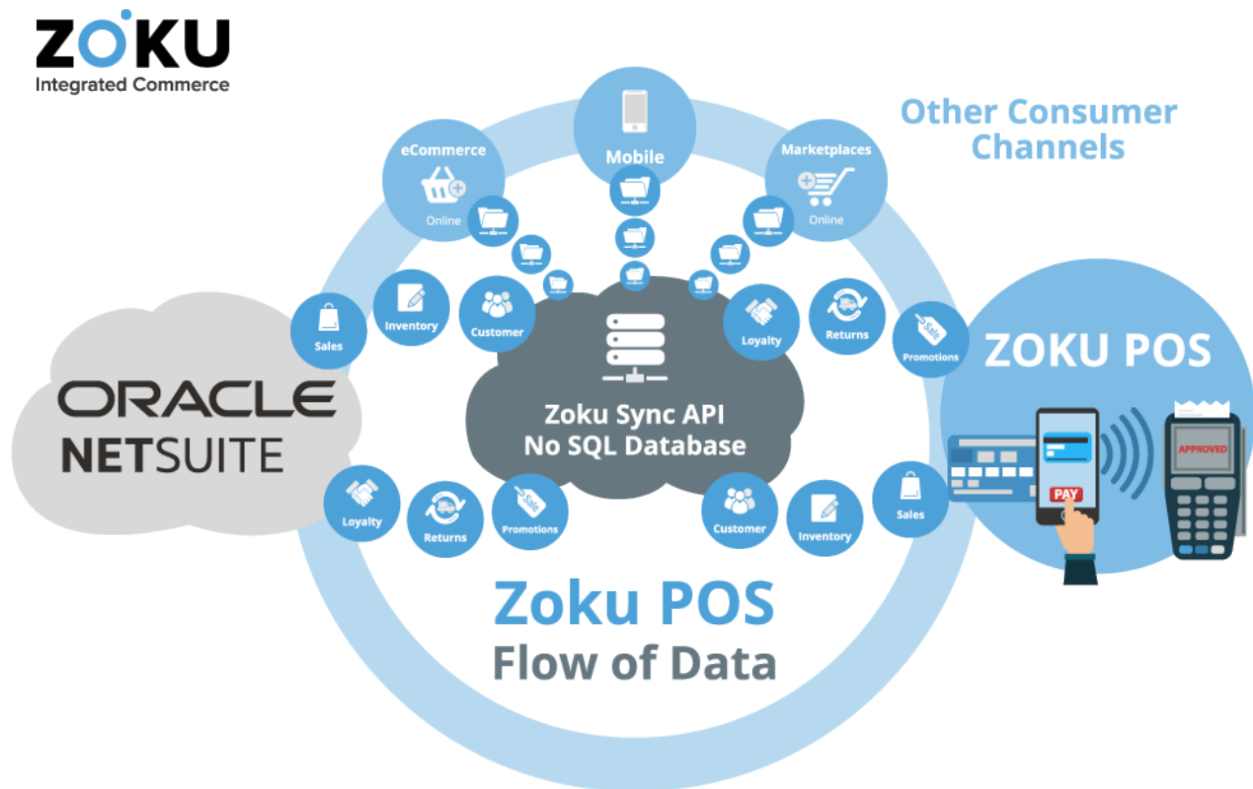 ZOKU
Integrated Commerce
Other Consumer
Channels
eCommerce
Online
Mobile
Marketplaces
Online
Sales
Inventory
Customer
Loyalty
Returns
Promotions
ORACLE
NETSUITE
Zoku Sync API
No SQL Database
ZOKU POS
APPROVED
PAY
Loyalty
Returns
Promotions
Customer
Inventory
Sales
Zoku POS
Flow of Data